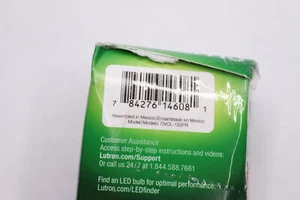 7 84276 14608 1
Assembled in Mexico/Ensamblado en México
Model/Modelo: DVCL-153PR
Customer Assistance
Access step-by-step instructions and videos:
Lutron.com/Support
Or call us 24/7 at 1.844.588.7661
Find an LED bulb for optimal performance:
Lutron.com/LEDfinder